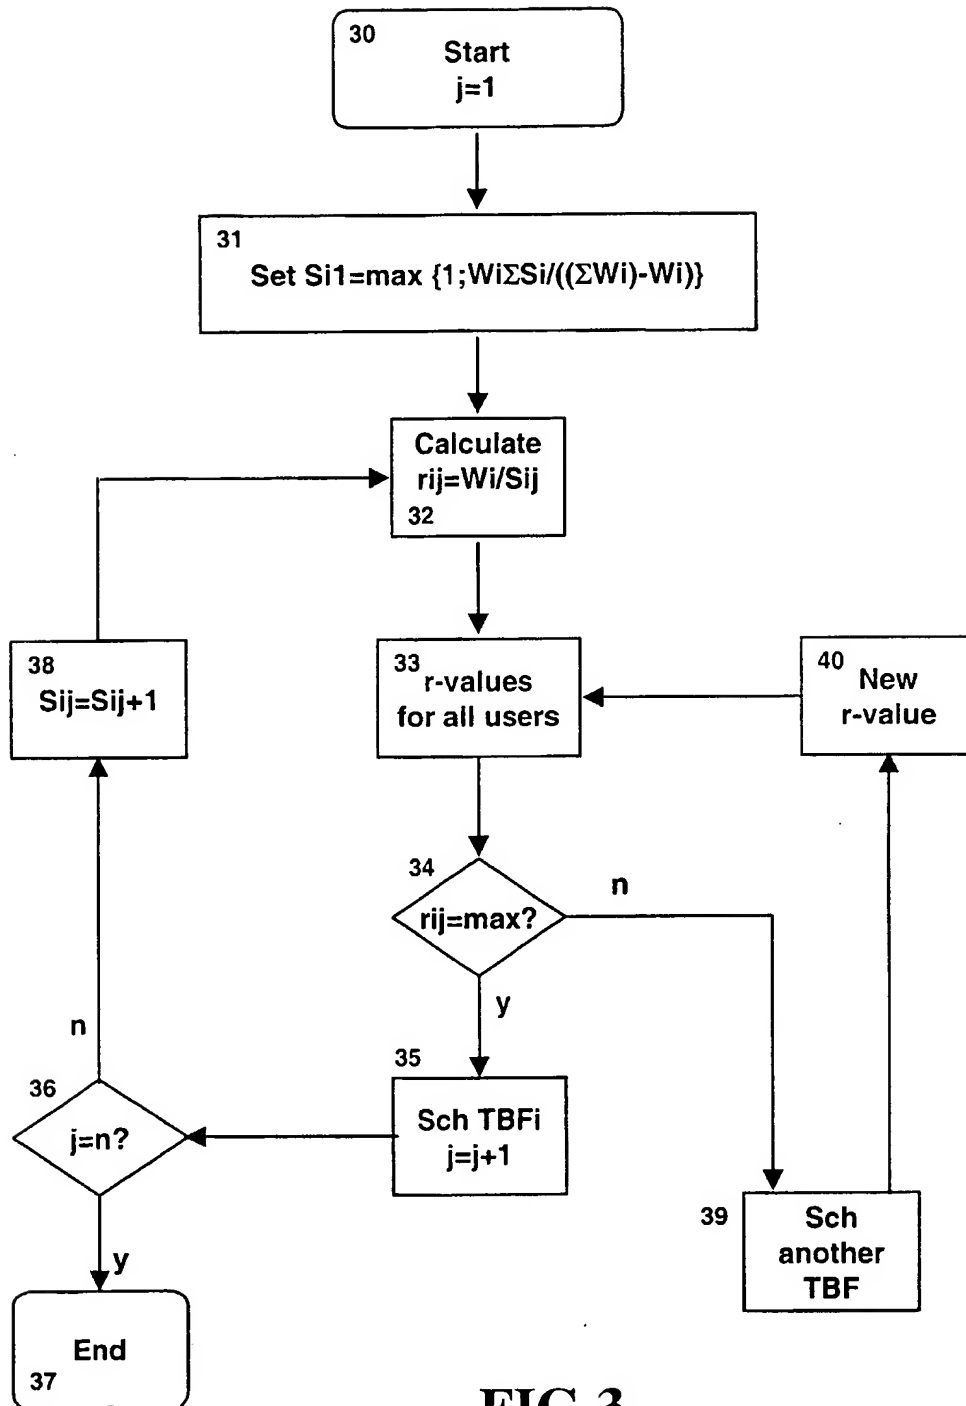 30
Start
j=1
31
Set Si1=max {1;WiΣSi/((ΣWi)-Wi)}
Calculate
rij=Wi/Sij
32
38
Sij=Sij+1
33
r-values
for all users
40
New
r-value
34
rij=max?
n
y
n
35
Sch TBFi
j=j+1
36
j=n?
y
39
Sch
another
TBF
End
37
FIG 3